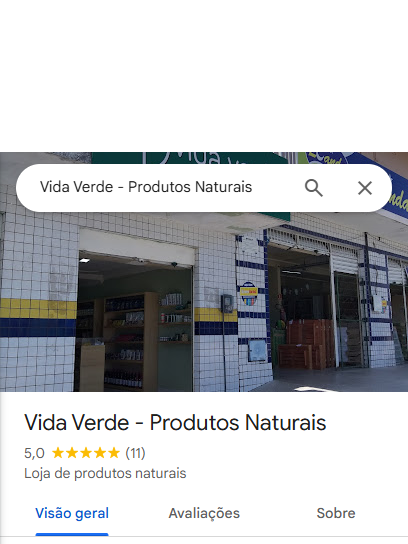 Vida Verde - Produtos Naturais
Vida Verde - Produtos Naturais
5,0 (11)
Loja de produtos naturais
Visão geral
Avaliações
Sobre